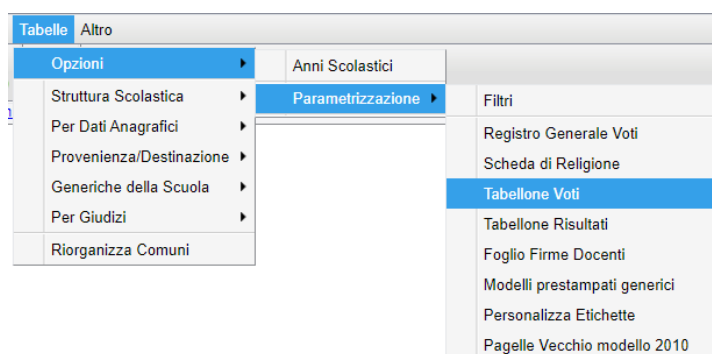 Tabelle Altro
Opzioni
Struttura Scolastica
Per Dati Anagrafici
Provenienza/Destinazione
Generiche della Scuola
Per Giudizi
Riorganizza Comuni
Anni Scolastici
Parametrizzazione
Filtri
Registro Generale Voti
Scheda di Religione
Tabellone Voti
Tabellone Risultati
Foglio Firme Docenti
Modelli prestampati generici
Personalizza Etichette
Pagelle Vecchio modello 2010